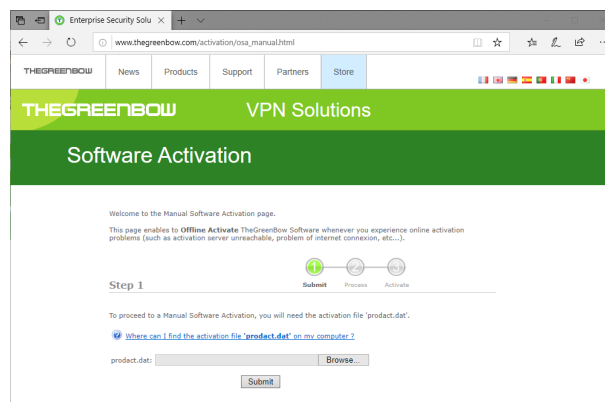 Enterprise Security Solu
www.thegreenbow.com/activation/osa_manual.html
THEGREENBOW News Products Support Partners Store
THEGREENBOW VPN Solutions
Software Activation
Welcome to the Manual Software Activation page.
This page enables to Offline Activate TheGreenBow Software whenever you experience online activation
problems (such as activation server unreachable, problem of internet connexion, etc...).
1 2 3
Step 1 Submit Process Activate
To proceed to a Manual Software Activation, you will need the activation file 'prodact.dat'.
Where can I find the activation file 'prodact.dat' on my computer ?
prodact.dat: Browse...
Submit